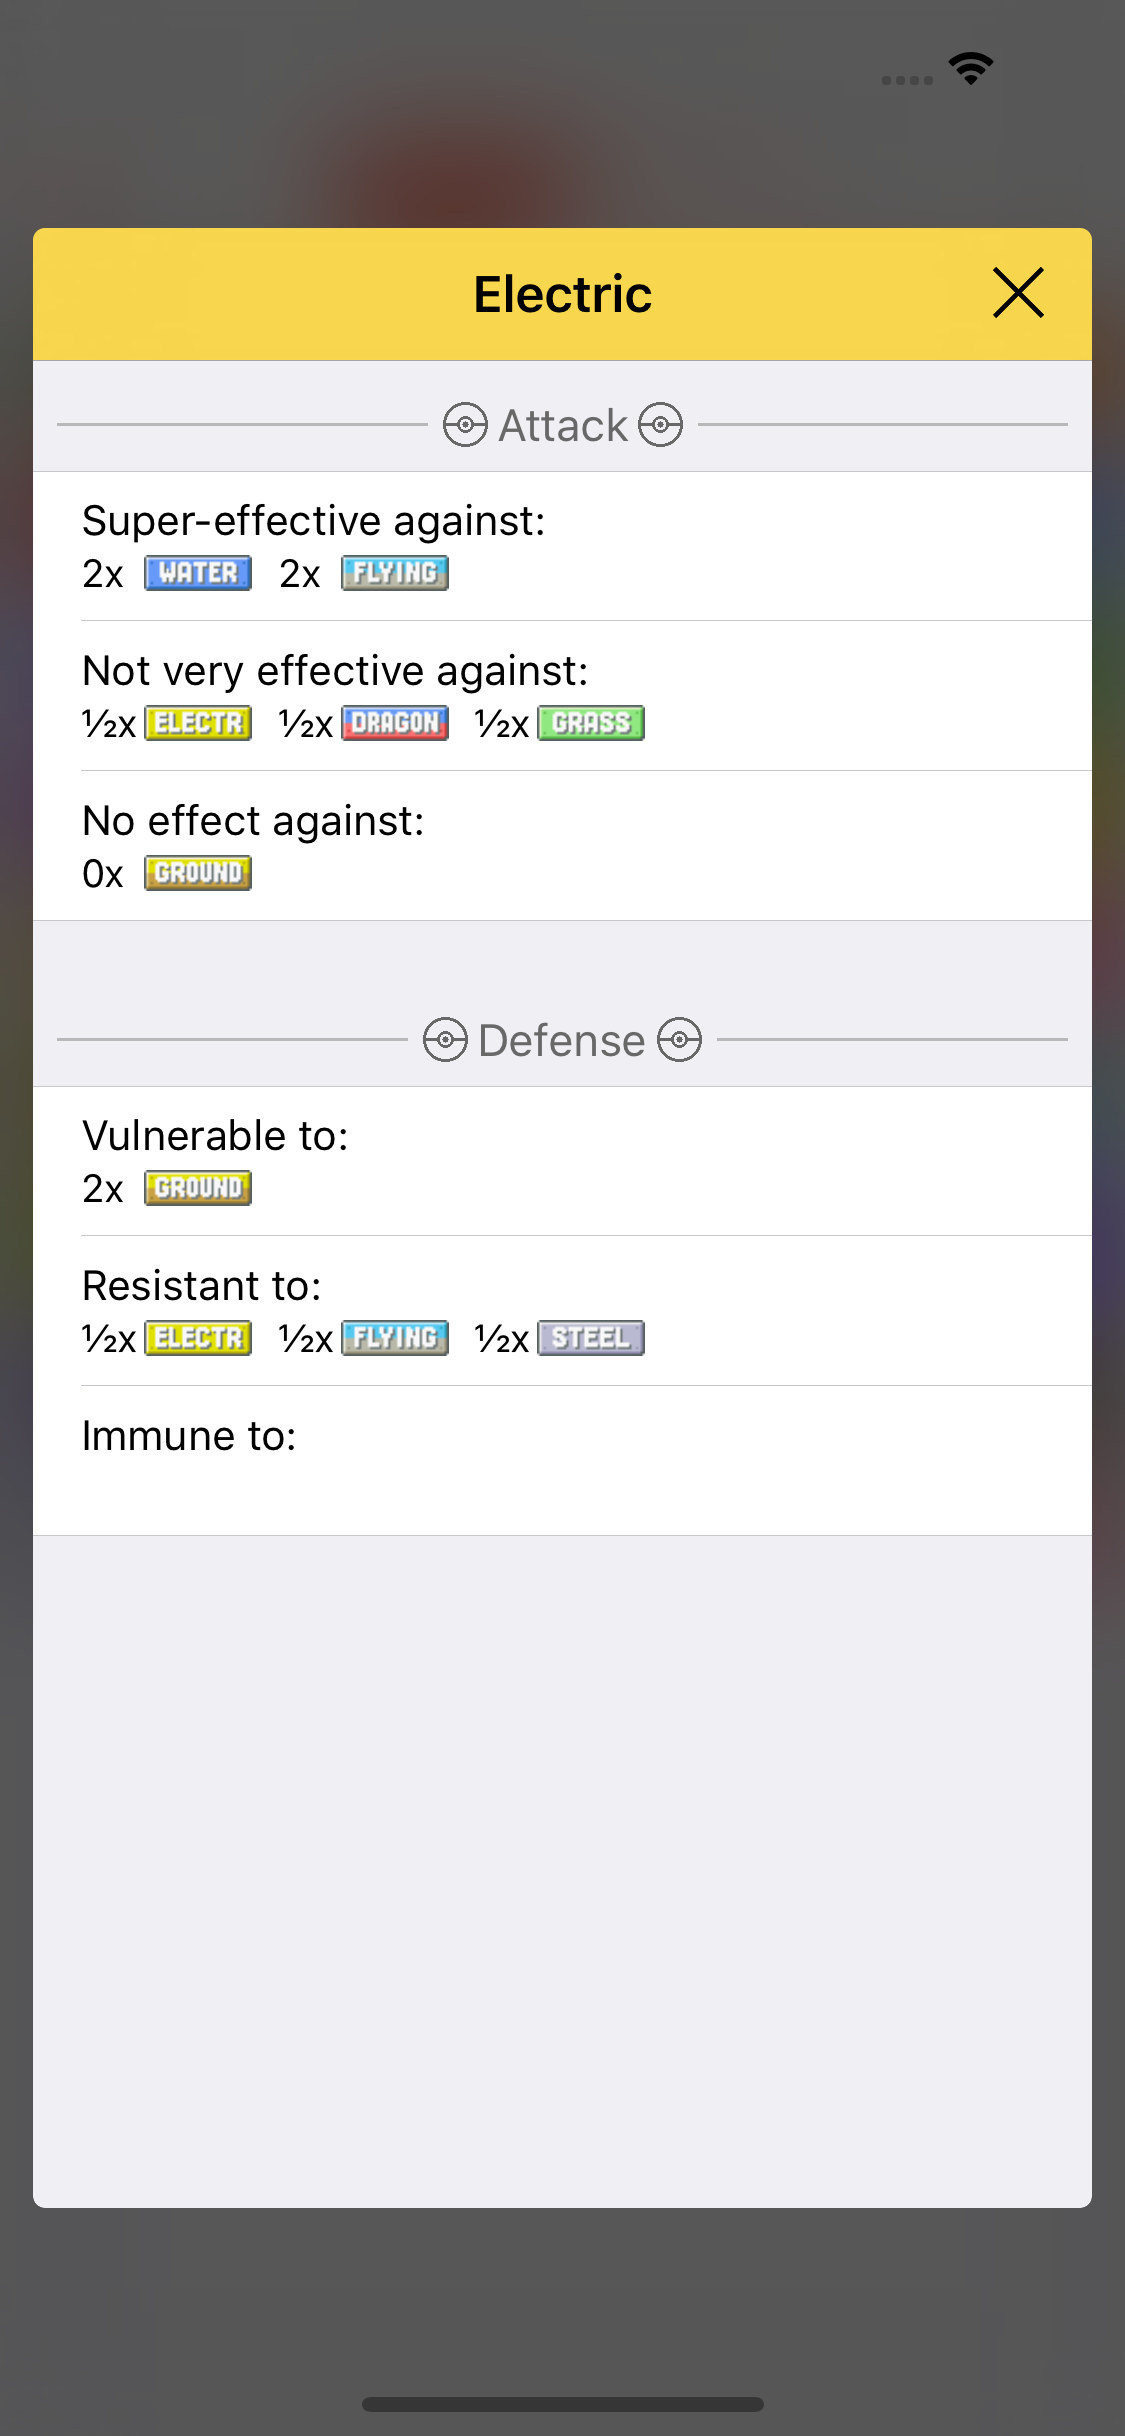 Electric
Attack
Super-effective against:
2x WATER 2x FLYING
Not very effective against:
½x ELECTR ½x DRAGON ½x GRASS
No effect against:
0x GROUND
Defense
Vulnerable to:
2x GROUND
Resistant to:
½x ELECTR ½x FLYING ½x STEEL
Immune to: